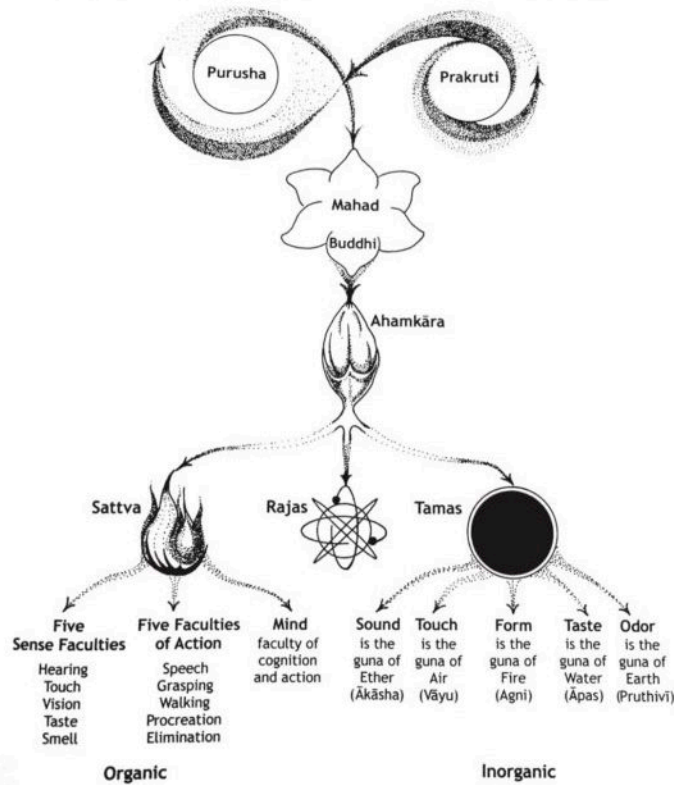 Purusha
Prakruti
Mahad
Buddhi
Ahamkāra
Sattva
Rajas
Tamas
Five
Sense Faculties
Hearing
Touch
Vision
Taste
Smell
Five Faculties
of Action
Speech
Grasping
Walking
Procreation
Elimination
Mind
faculty of
cognition
and action
Sound
is the
guna of
Ether
(Ākāsha)
Touch
is the
guna of
Air
(Vāyu)
Form
is the
guna of
Fire
(Agni)
Taste
is the
guna of
Water
(Āpas)
Odor
is the
guna of
Earth
(Pruthivī)
Organic
Inorganic